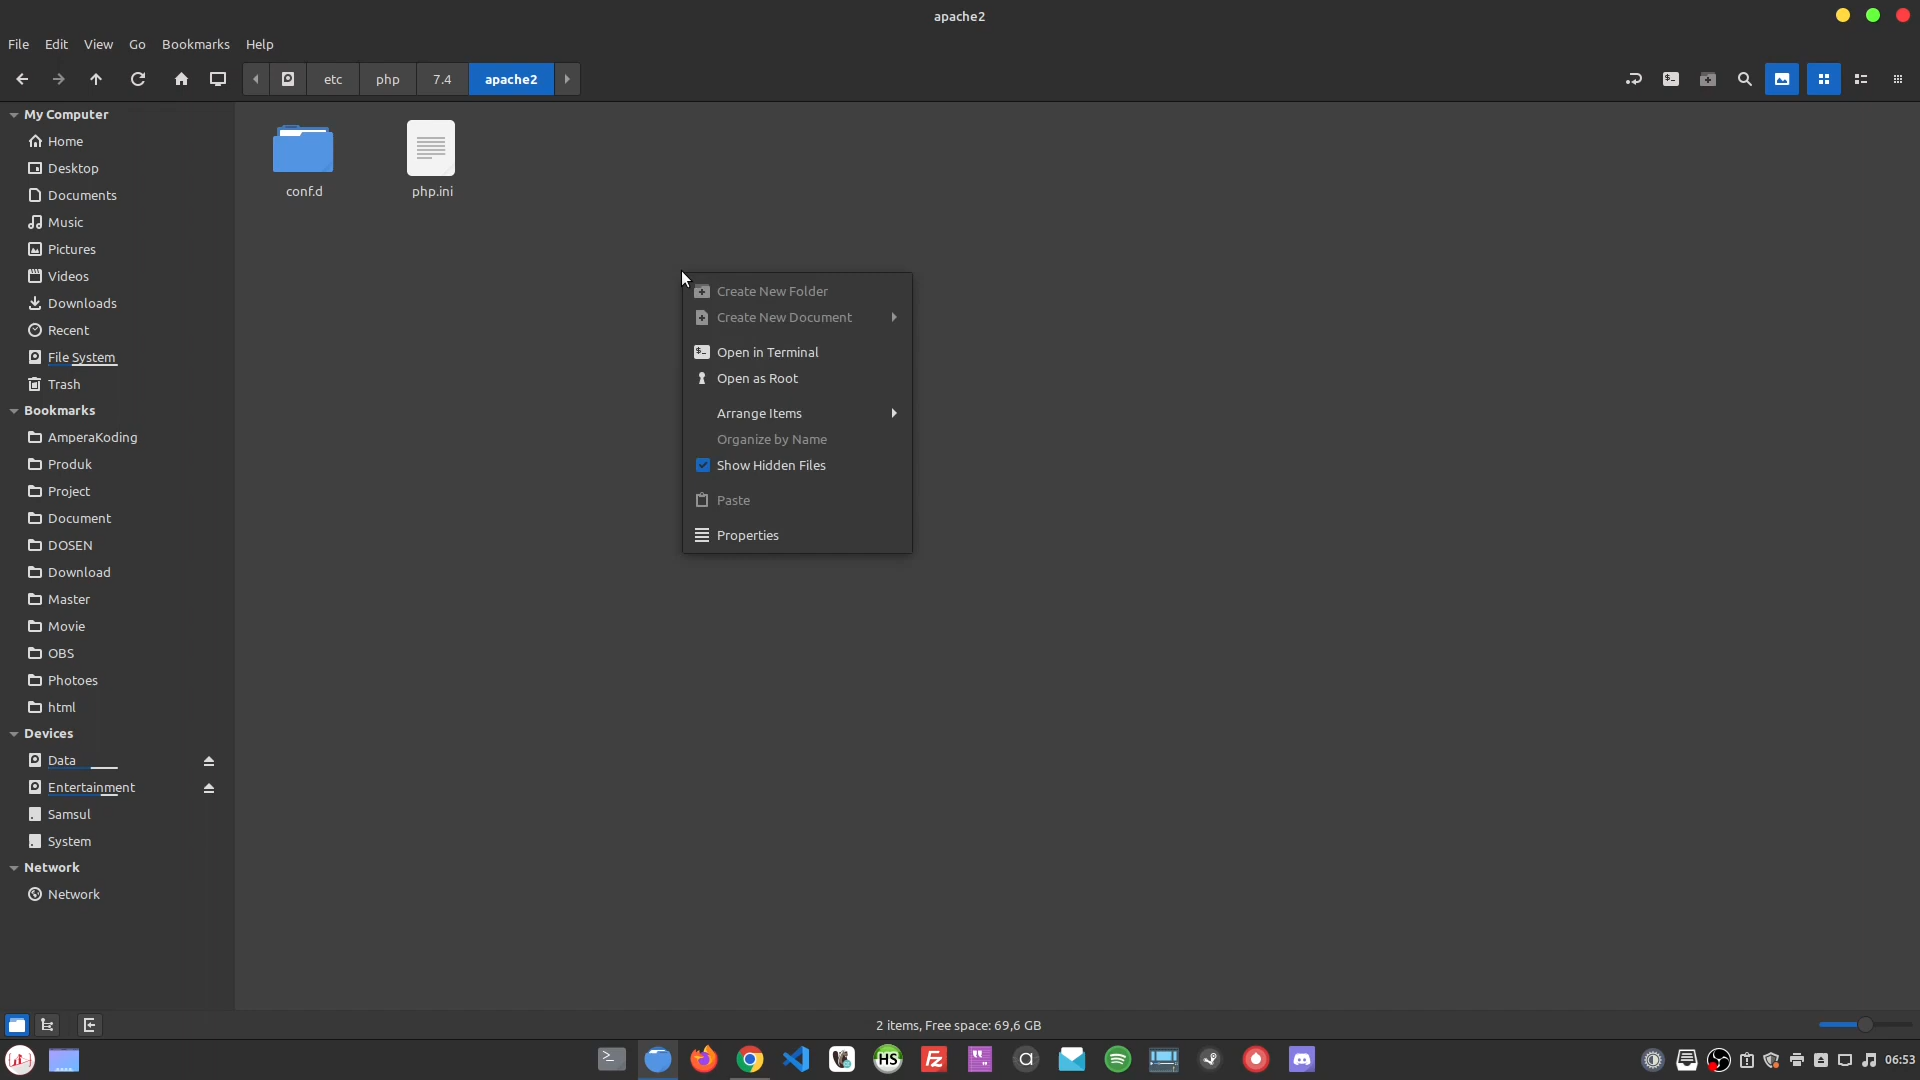 apache2
File Edit View Go Bookmarks Help
etc php 7.4 apache2
My Computer
Home
Desktop
Documents
Music
Pictures
Videos
Downloads
Recent
File System
Trash
Bookmarks
AmperaKoding
Produk
Project
Document
DOSEN
Download
Master
Movie
OBS
Photoes
html
Devices
Data
Entertainment
Samsul
System
Network
Network
conf.d
php.ini
Create New Folder
Create New Document
Open in Terminal
Open as Root
Arrange Items
Organize by Name
Show Hidden Files
Paste
Properties
2 items, Free space: 69,6 GB
HS
FZ
06:53